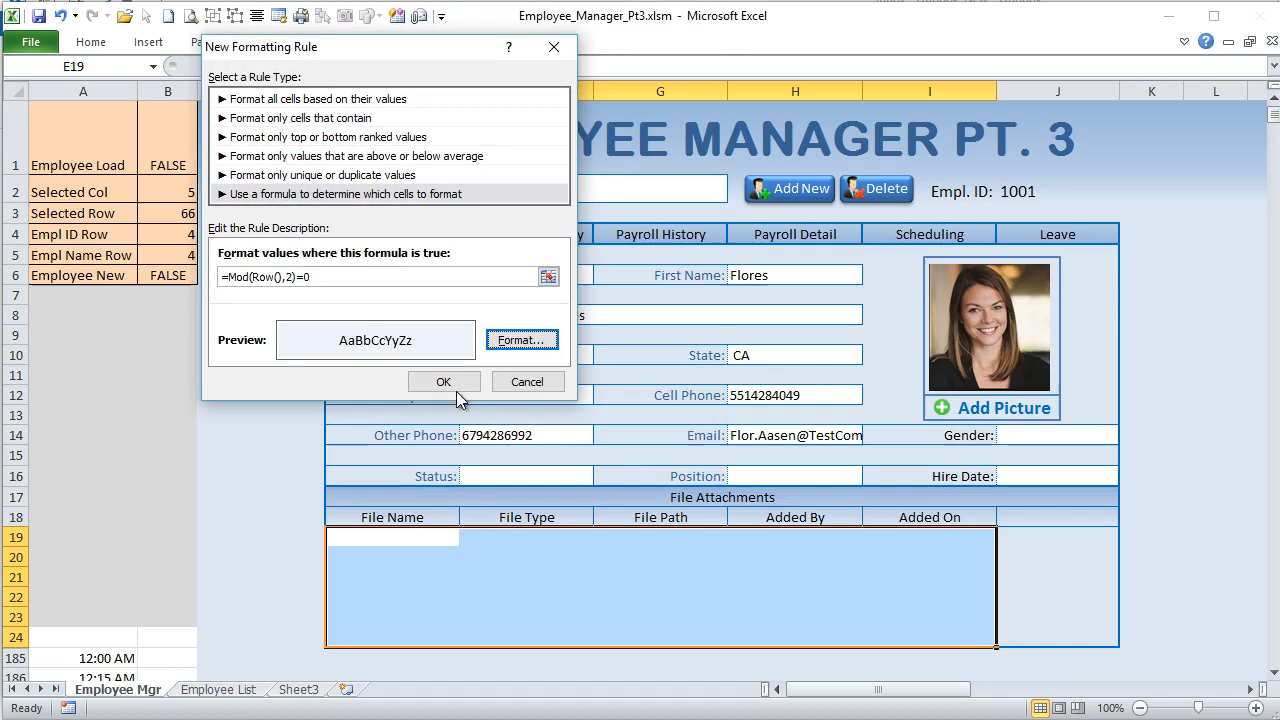 Employee_Manager_Pt3.xlsm - Microsoft Excel
File Home Insert
E19
New Formatting Rule
Select a Rule Type:
► Format all cells based on their values
► Format only cells that contain
► Format only top or bottom ranked values
► Format only values that are above or below average
► Format only unique or duplicate values
► Use a formula to determine which cells to format
Edit the Rule Description:
Format values where this formula is true:
=Mod(Row(),2)=0
Preview: AaBbCcYyZz Format...
OK Cancel
A B G H I J K L
YEE MANAGER PT. 3
1 Employee Load FALSE
2 Selected Col 5
3 Selected Row 66
4 Empl ID Row 4
5 Empl Name Row 4
6 Employee New FALSE
7
8
10
11
12
13
14
15
16
17
18
19
20
21
22
23
24
185 12:00 AM
186 12:15 AM
Add New Delete Empl. ID: 1001
y Payroll History Payroll Detail Scheduling Leave
First Name: Flores
s
State: CA
Cell Phone: 5514284049
Add Picture
Other Phone: 6794286992 Email: Flor.Aasen@TestCom Gender:
Status: Position: Hire Date:
File Attachments
File Name File Type File Path Added By Added On
Employee Mgr Employee List Sheet3
Ready 100%